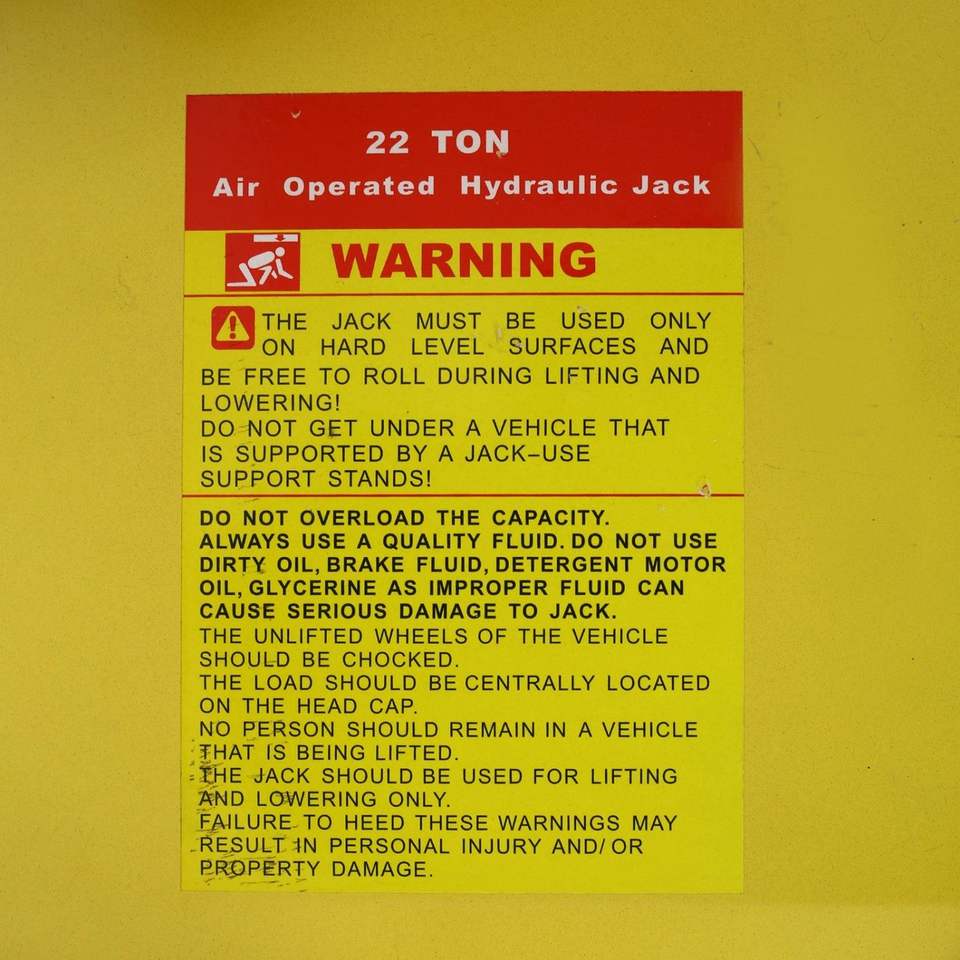 22 TON
Air Operated Hydraulic Jack
WARNING
THE JACK MUST BE USED ONLY
ON HARD LEVEL SURFACES AND
BE FREE TO ROLL DURING LIFTING AND
LOWERING!
DO NOT GET UNDER A VEHICLE THAT
IS SUPPORTED BY A JACK–USE
SUPPORT STANDS!
DO NOT OVERLOAD THE CAPACITY.
ALWAYS USE A QUALITY FLUID. DO NOT USE
DIRTY OIL, BRAKE FLUID, DETERGENT MOTOR
OIL, GLYCERINE AS IMPROPER FLUID CAN
CAUSE SERIOUS DAMAGE TO JACK.
THE UNLIFTED WHEELS OF THE VEHICLE
SHOULD BE CHOCKED.
THE LOAD SHOULD BE CENTRALLY LOCATED
ON THE HEAD CAP.
NO PERSON SHOULD REMAIN IN A VEHICLE
THAT IS BEING LIFTED.
THE JACK SHOULD BE USED FOR LIFTING
AND LOWERING ONLY.
FAILURE TO HEED THESE WARNINGS MAY
RESULT IN PERSONAL INJURY AND/ OR
PROPERTY DAMAGE.